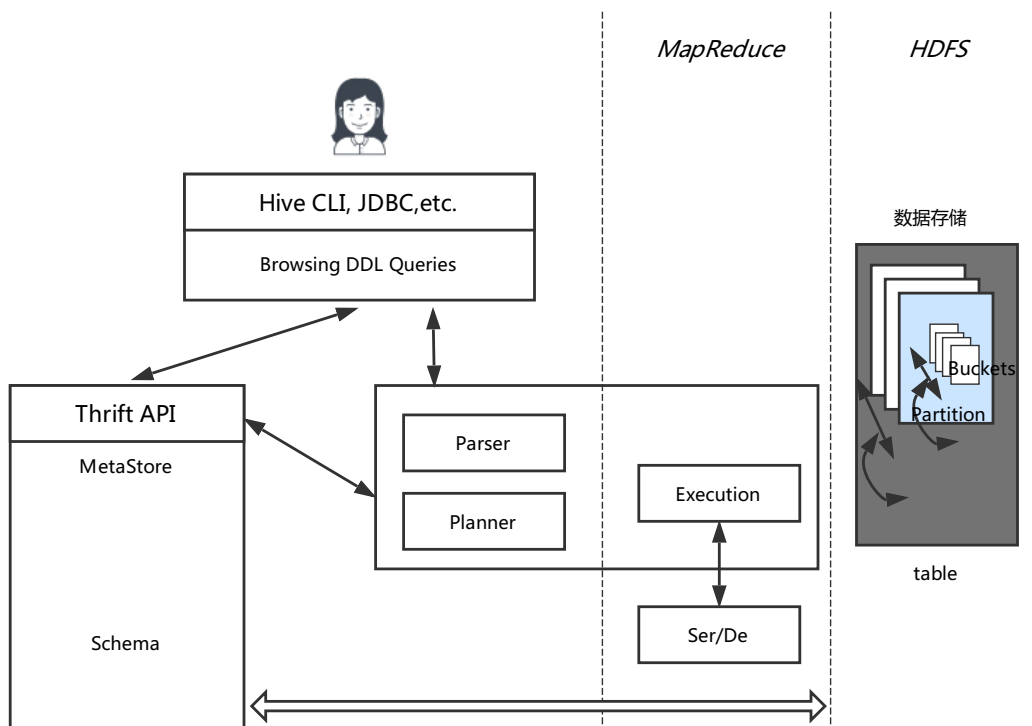 MapReduce
HDFS
Hive CLI, JDBC,etc.
Browsing DDL Queries
数据存储
Buckets
Partition
table
Thrift API
MetaStore
Schema
Parser
Planner
Execution
Ser/De